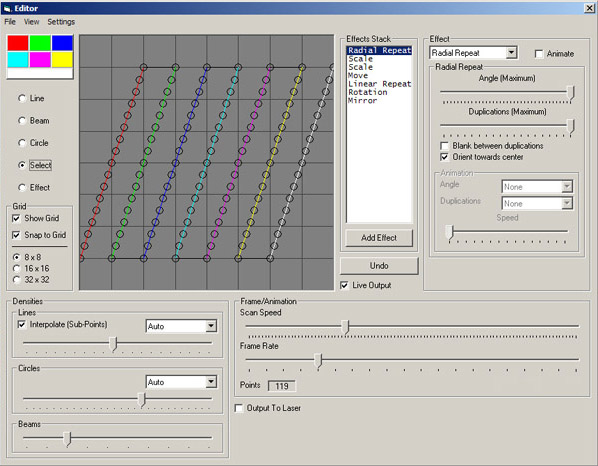 Editor
File View Settings
Line
Beam
Circle
Select
Effect
Grid
Show Grid
Snap to Grid
8 x 8
16 x 16
32 x 32
Effects Stack
Radial Repeat
Scale
Scale
Move
Linear Repeat
Rotation
Mirror
Add Effect
Undo
Live Output
Effect
Radial Repeat
Animate
Radial Repeat
Angle (Maximum)
Duplications (Maximum)
Blank between duplications
Orient towards center
Animation
Angle None
Duplications None
Speed
Densities
Lines
Interpolate (Sub-Points) Auto
Circles
Auto
Beams
Frame/Animation
Scan Speed
Frame Rate
Points 119
Output To Laser